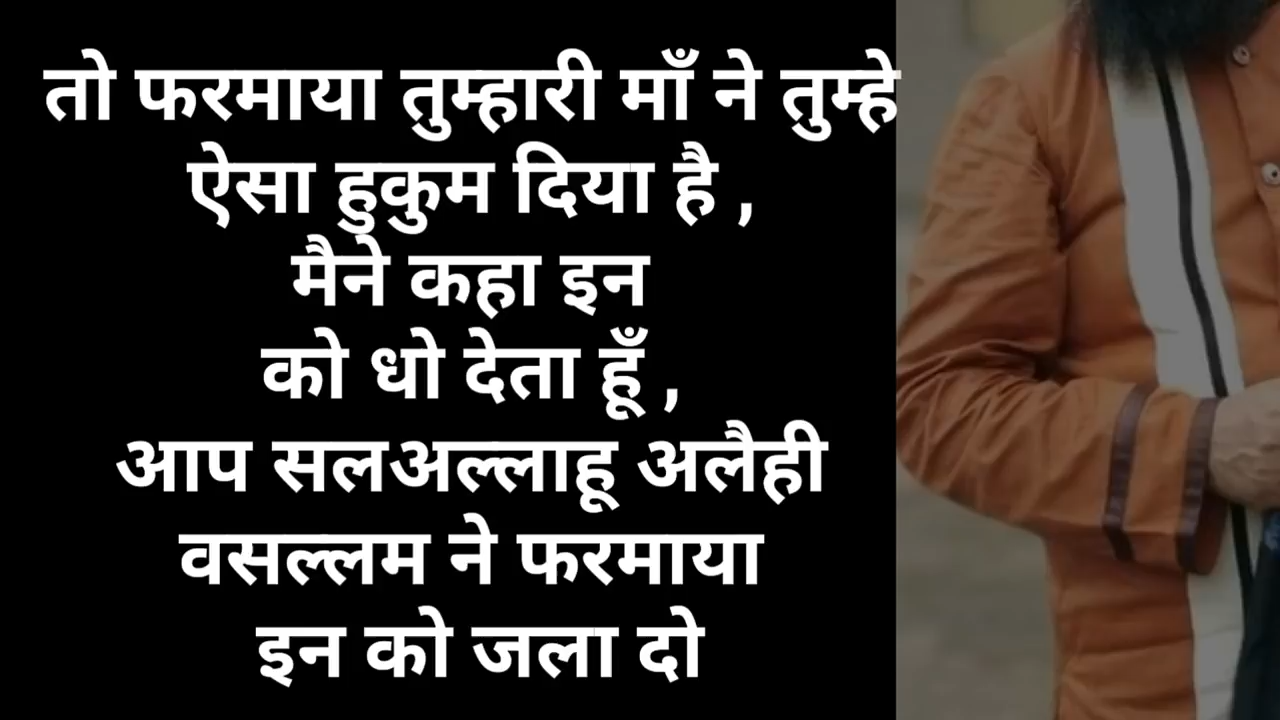 तो फरमाया तुम्हारी माँ ने तुम्हे
ऐसा हुकुम दिया है ,
मैने कहा इन
को धो देता हूँ ,
आप सलअल्लाहू अलैही
वसल्लम ने फरमाया
इन को जला दो